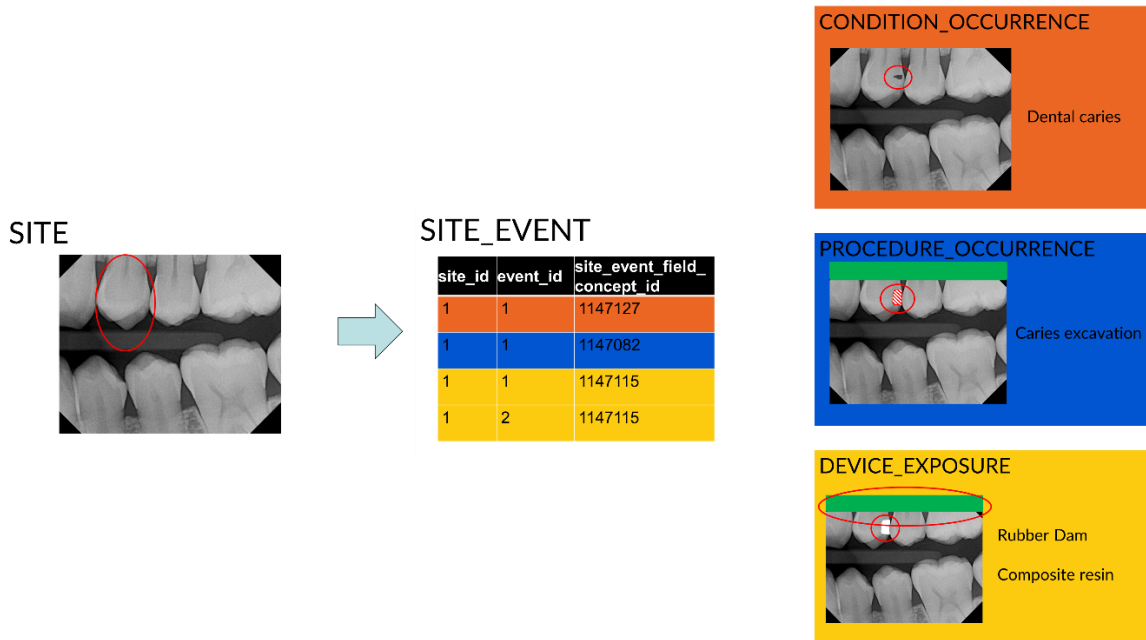 SITE
SITE_EVENT
site_id event_id site_event_field_
concept_id
1 1 1147127
1 1 1147082
1 1 1147115
1 2 1147115
CONDITION_OCCURRENCE
Dental caries
PROCEDURE_OCCURRENCE
Caries excavation
DEVICE_EXPOSURE
Rubber Dam
Composite resin